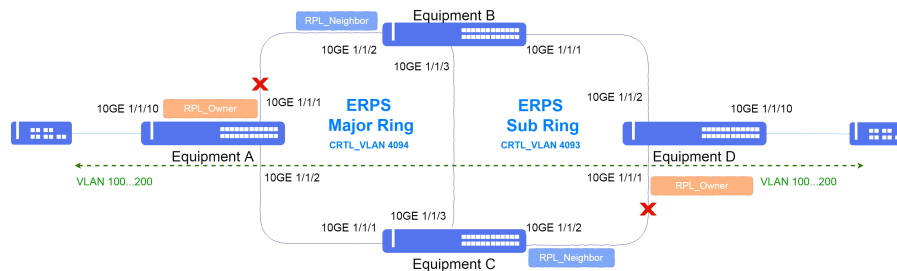 Equipment B
RPL_Neighbor
10GE 1/1/2
10GE 1/1/1
10GE 1/1/3
10GE 1/1/10
RPL_Owner
10GE 1/1/1
ERPS
Major Ring
CRTL_VLAN 4094
ERPS
Sub Ring
CRTL_VLAN 4093
10GE 1/1/2
10GE 1/1/10
Equipment A
Equipment D
VLAN 100...200
10GE 1/1/2
10GE 1/1/1
RPL_Owner
VLAN 100...200
10GE 1/1/3
10GE 1/1/1
10GE 1/1/2
Equipment C
RPL_Neighbor